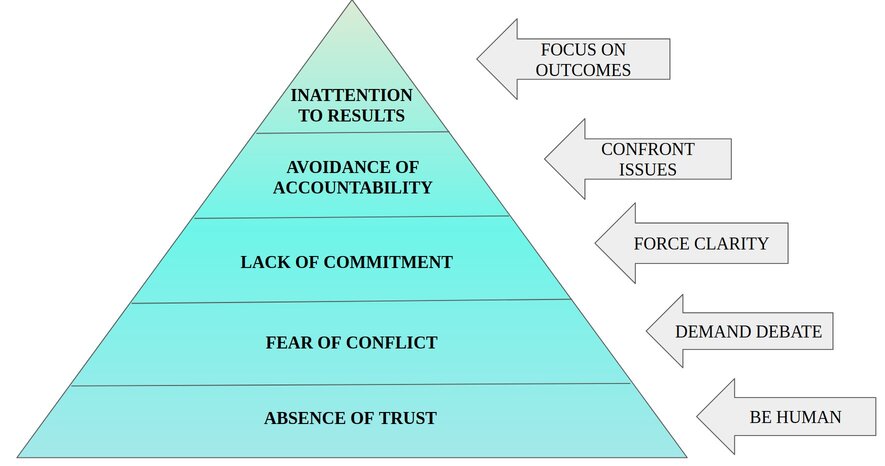 FOCUS ON
OUTCOMES
INATTENTION
TO RESULTS
CONFRONT
ISSUES
AVOIDANCE OF
ACCOUNTABILITY
FORCE CLARITY
LACK OF COMMITMENT
DEMAND DEBATE
FEAR OF CONFLICT
BE HUMAN
ABSENCE OF TRUST